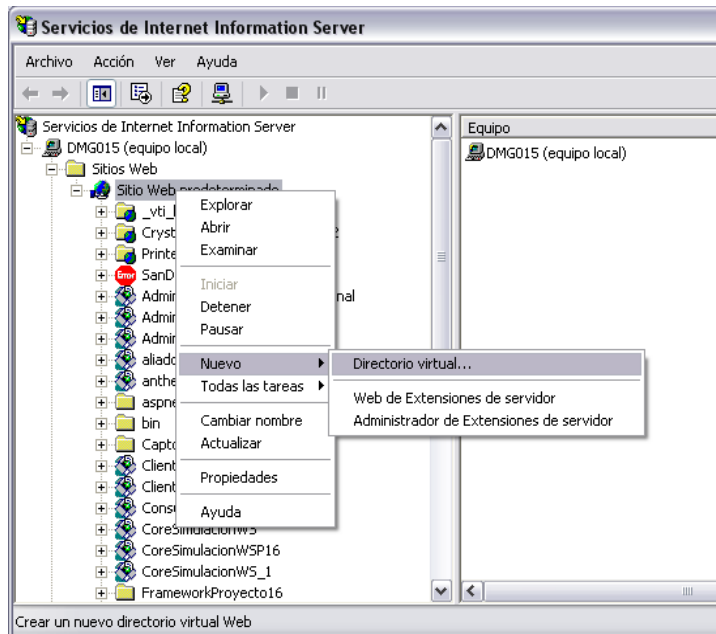 Servicios de Internet Information Server
Archivo Acción Ver Ayuda
Servicios de Internet Information Server
DMG015 (equipo local)
Sitios Web
Sitio Web predeterminado
_vti_
Cryst
2
Printe
Error SanD
Admir
nal
Admir
Admir
aliado
anthe
aspne
bin
Capto
Client
Client
Consu
CoreSimulacionWS
CoreSimulacionWSP16
CoreSimulacionWS_1
FrameworkProyecto16
Explorar
Abrir
Examinar
Iniciar
Detener
Pausar
Nuevo
Todas las tareas
Cambiar nombre
Actualizar
Propiedades
Ayuda
Directorio virtual...
Web de Extensiones de servidor
Administrador de Extensiones de servidor
Equipo
DMG015 (equipo local)
Crear un nuevo directorio virtual Web